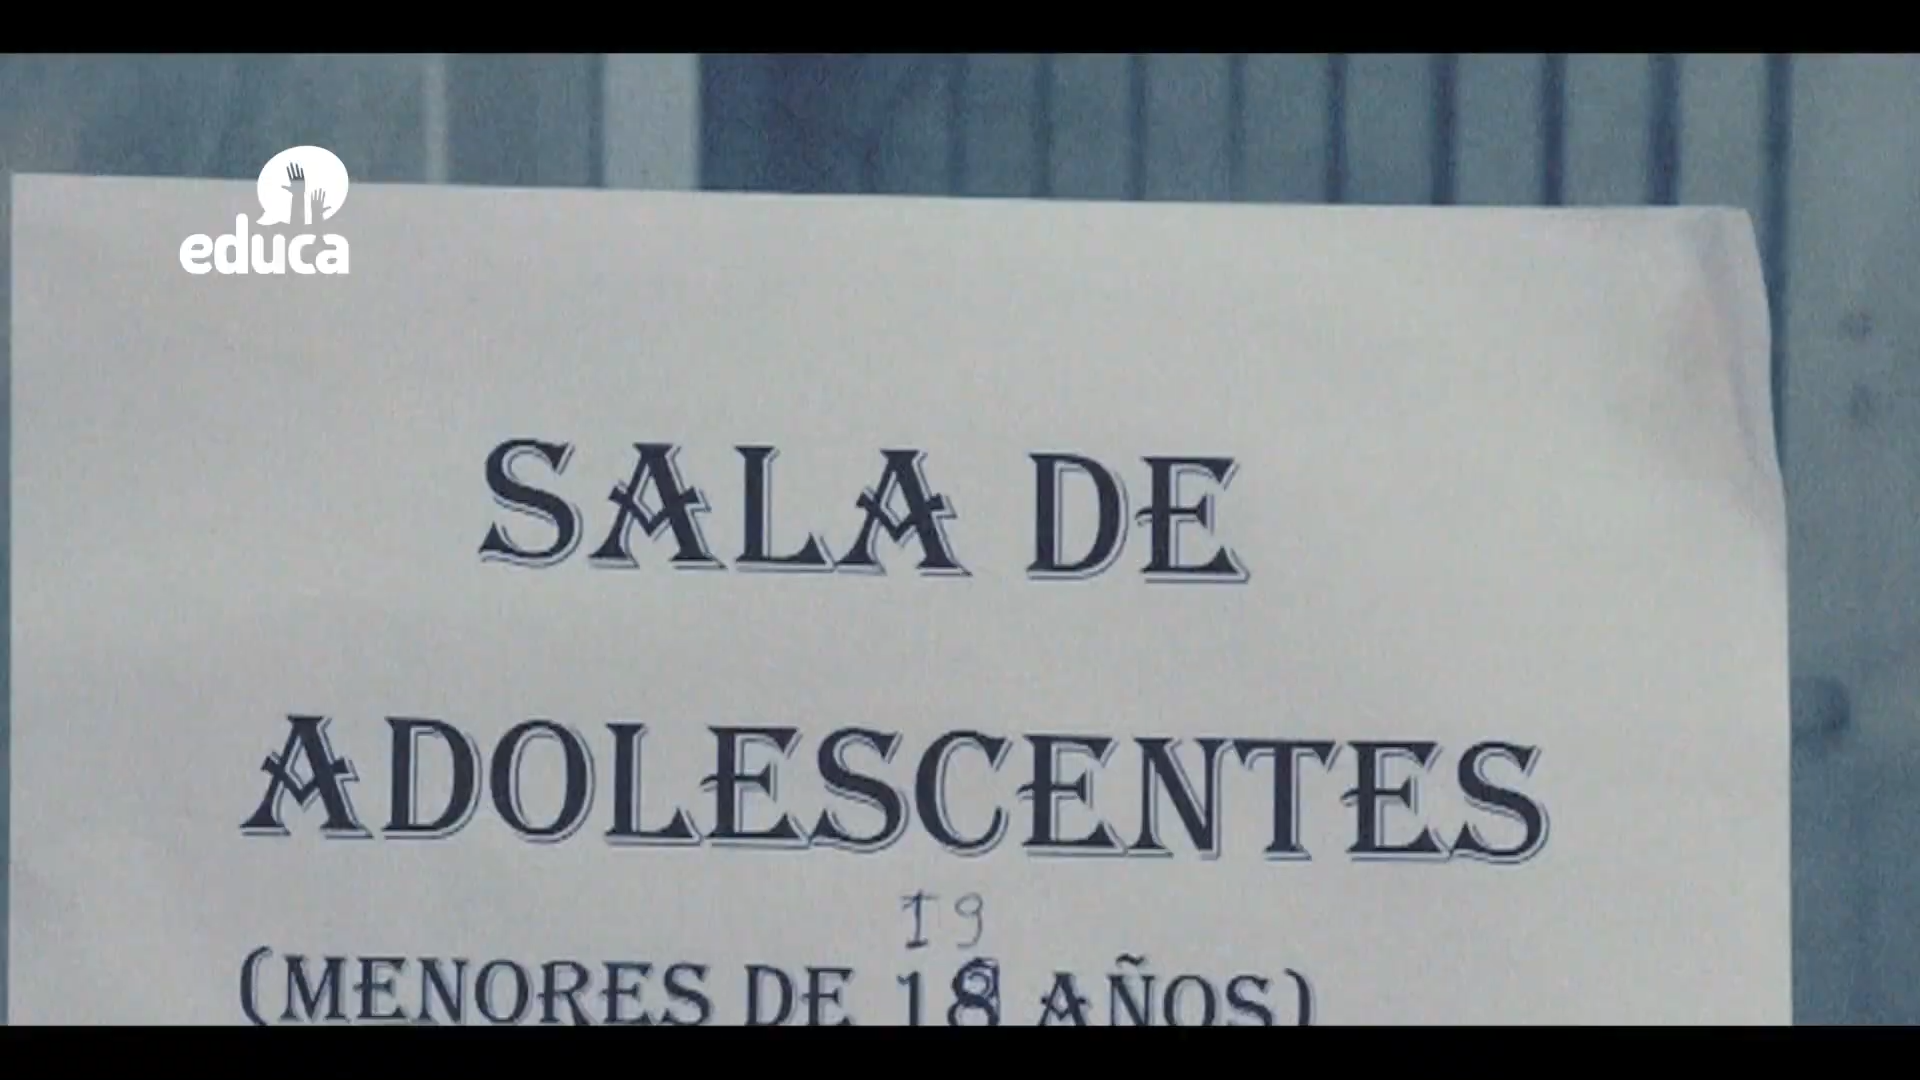 educa
SALA DE
ADOLESCENTES
19
(MENORES DE 18 AÑOS)